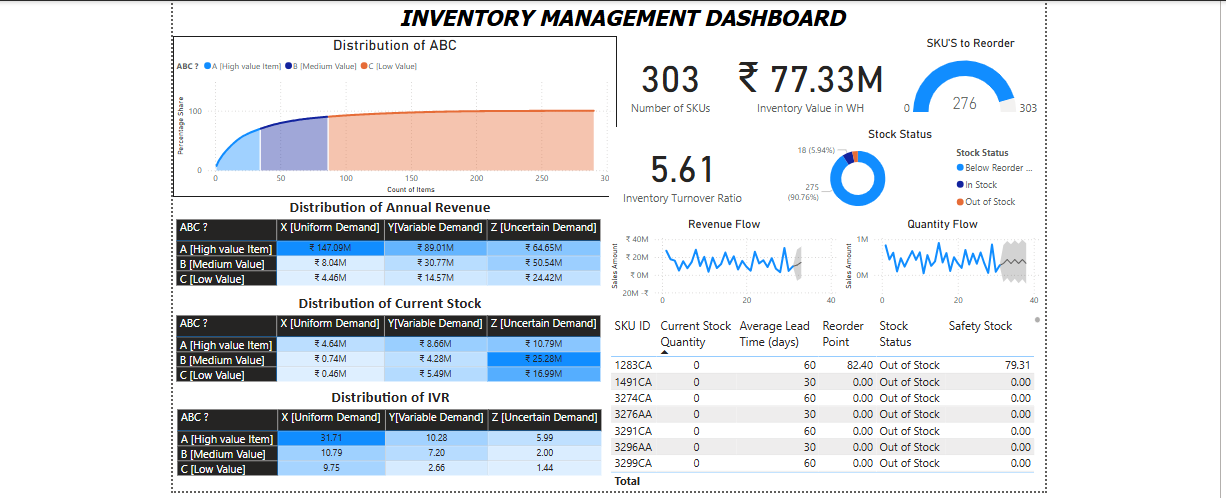 INVENTORY MANAGEMENT DASHBOARD
Distribution of ABC
ABC ? A [High value Item] B [Medium Value] C [Low Value]
Percentage Share
100
0
0 50 100 150 200 250 30
Count of Items
303
Number of SKUs
₹ 77.33M
Inventory Value in WH
SKU'S to Reorder
0 276 303
5.61
Inventory Turnover Ratio
Stock Status
18 (5.94%)
275
(90.76%)
Stock Status
Below Reorder ...
In Stock
Out of Stock
Distribution of Annual Revenue
ABC ? X [Uniform Demand] Y[Variable Demand] Z [Uncertain Demand]
A [High value Item] ₹ 147.09M ₹ 89.01M ₹ 64.65M
B [Medium Value] ₹ 8.04M ₹ 30.77M ₹ 50.54M
C [Low Value] ₹ 4.46M ₹ 14.57M ₹ 24.42M
Distribution of Current Stock
ABC ? X [Uniform Demand] Y[Variable Demand] Z [Uncertain Demand]
A [High value Item] ₹ 4.64M ₹ 8.66M ₹ 10.79M
B [Medium Value] ₹ 0.74M ₹ 4.28M ₹ 25.28M
C [Low Value] ₹ 0.46M ₹ 5.49M ₹ 16.99M
Distribution of IVR
ABC ? X [Uniform Demand] Y[Variable Demand] Z [Uncertain Demand]
A [High value Item] 31.71 10.28 5.99
B [Medium Value] 10.79 7.20 2.00
C [Low Value] 9.75 2.66 1.44
Revenue Flow
Sales Amount
₹ 40M
₹ 20M
₹ 0M
20M -₹
0 20 40
Quantity Flow
Sales Amount
1M
0M
0 20 40
SKU ID Current Stock Average Lead Reorder Stock Safety Stock
Quantity Time (days) Point Status
1283CA 0 60 82.40 Out of Stock 79.31
1491CA 0 30 0.00 Out of Stock 0.00
3274CA 0 60 0.00 Out of Stock 0.00
3276AA 0 30 0.00 Out of Stock 0.00
3291CA 0 60 0.00 Out of Stock 0.00
3296AA 0 30 0.00 Out of Stock 0.00
3299CA 0 60 0.00 Out of Stock 0.00
Total